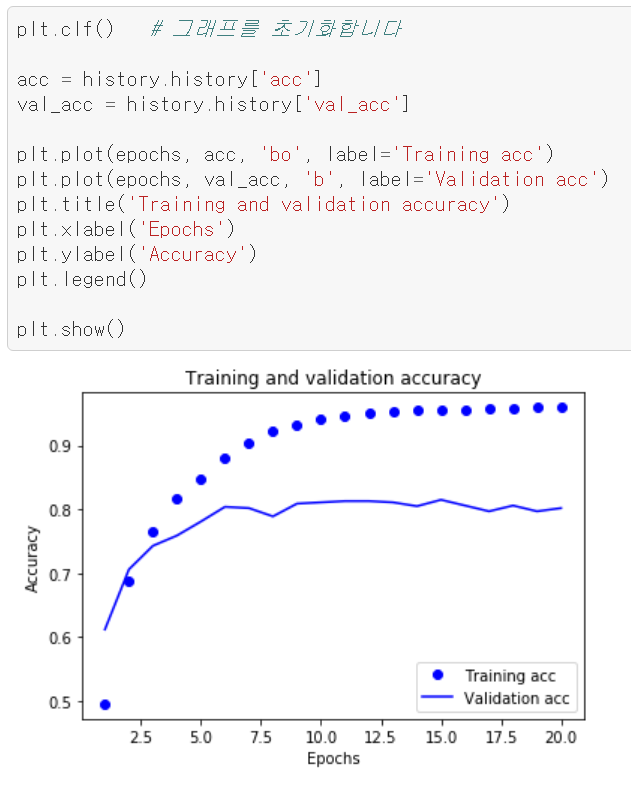 plt.clf()   # 그래프를 초기화합니다
acc = history.history['acc']
val_acc = history.history['val_acc']
plt.plot(epochs, acc, 'bo', label='Training acc')
plt.plot(epochs, val_acc, 'b', label='Validation acc')
plt.title('Training and validation accuracy')
plt.xlabel('Epochs')
plt.ylabel('Accuracy')
plt.legend()
plt.show()
Training and validation accuracy
Accuracy
0.9
0.8
0.7
0.6
0.5
Training acc
Validation acc
2.5 5.0 7.5 10.0 12.5 15.0 17.5 20.0
Epochs